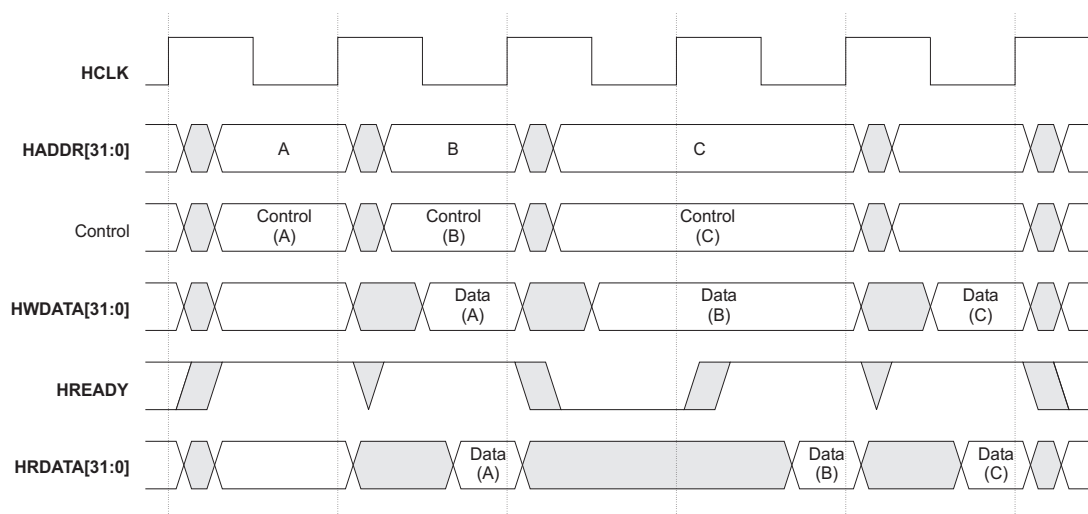 HCLK
HADDR[31:0]
A
B
C
Control
Control
(A)
Control
(B)
Control
(C)
HWDATA[31:0]
Data
(A)
Data
(B)
Data
(C)
HREADY
HRDATA[31:0]
Data
(A)
Data
(B)
Data
(C)